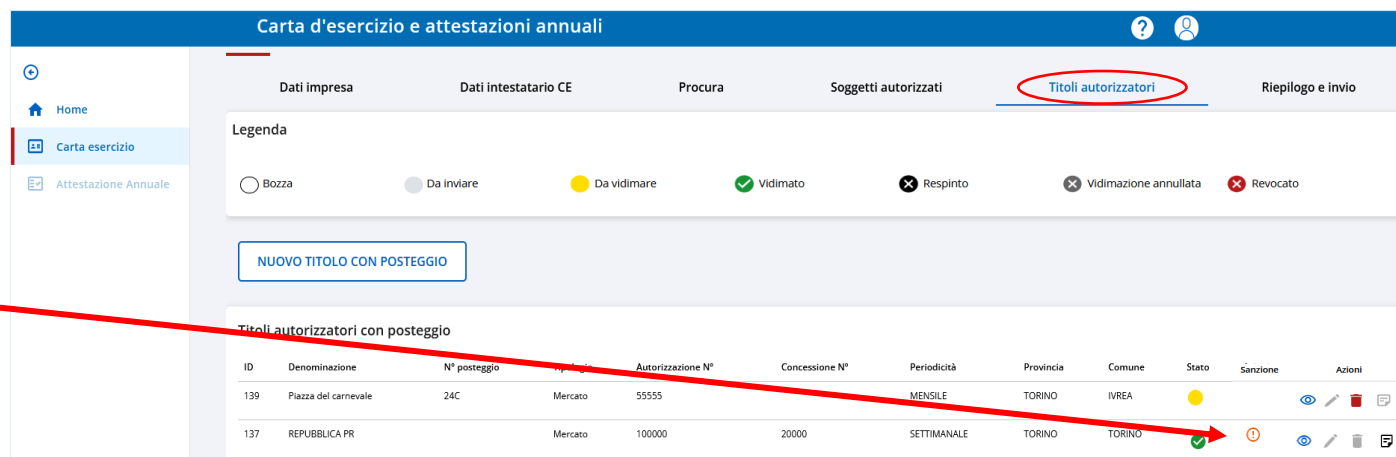 Carta d'esercizio e attestazioni annuali
Home
Carta esercizio
Attestazione Annuale
Dati impresa Dati intestatario CE Procura Soggetti autorizzati Titoli autorizzatori Riepilogo e invio
Legenda
Bozza Da inviare Da vidimare Vidimato Respinto Vidimazione annullata Revocato
NUOVO TITOLO CON POSTEGGIO
Titoli autorizzatori con posteggio
ID Denominazione N° posteggio Tipologia Autorizzazione N° Concessione N° Periodicità Provincia Comune Stato Sanzione Azioni
139 Piazza del carnevale 24C Mercato 55555 MENSILE TORINO IVREA
137 REPUBBLICA PR Mercato 100000 20000 SETTIMANALE TORINO TORINO